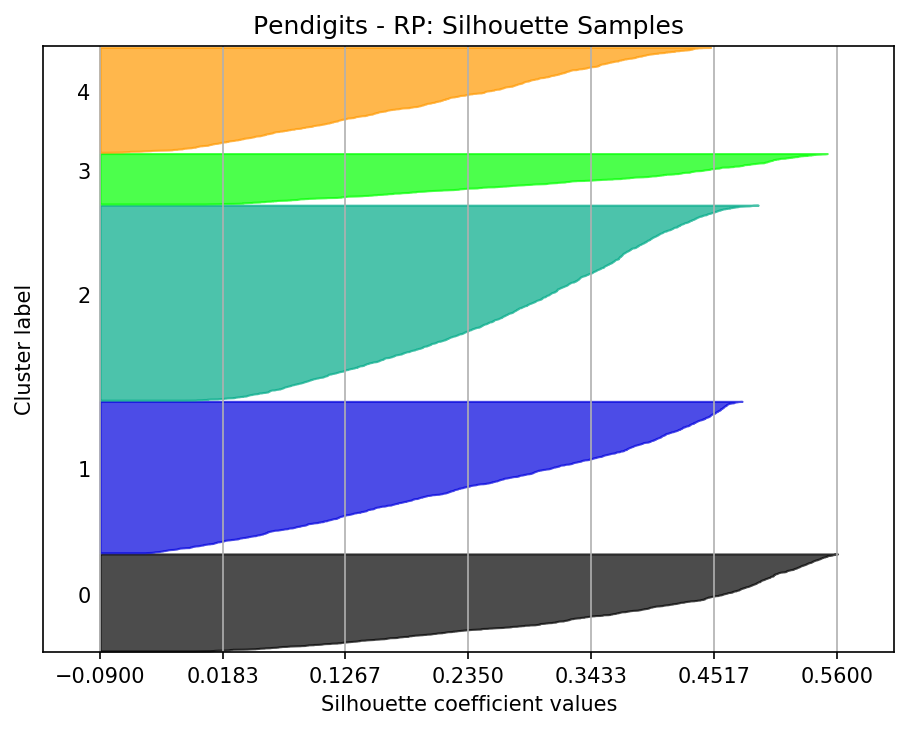 Pendigits - RP: Silhouette Samples
4
3
2
1
0
Cluster label
−0.0900 0.0183 0.1267 0.2350 0.3433 0.4517 0.5600
Silhouette coefficient values